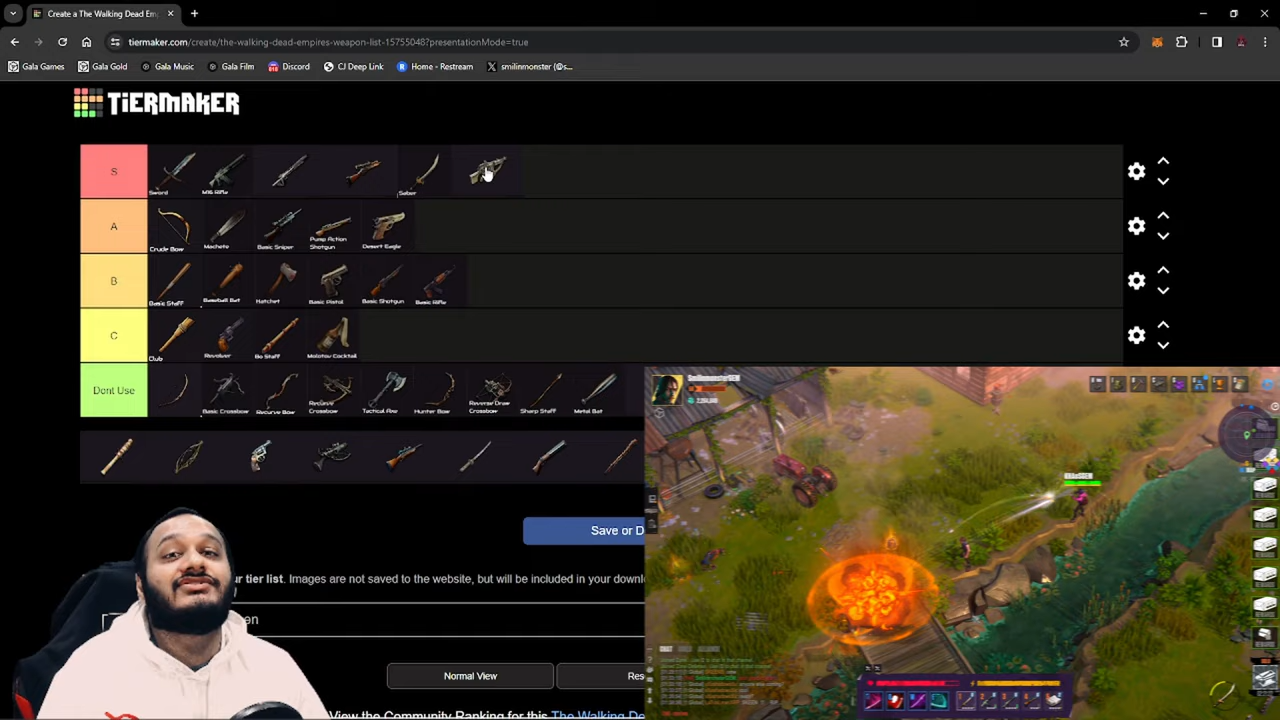 Create a The Walking Dead Em
tiermaker.com/create/the-walking-dead-empires-weapon-list-15755048?presentationMode=true
Gala Games
Gala Gold
Gala Music
Gala Film
Discord
CJ Deep Link
Home - Restream
smilinmonster (@s...
TiERMAKER
S
Sword
M16 Rifle
Saber
A
Crude Bow
Machete
Basic Sniper
Pump Action
Shotgun
Desert Eagle
B
Basic Staff
Baseball Bat
Hatchet
Basic Pistol
Basic Shotgun
Basic Rifle
C
Club
Revolver
Bo Staff
Molotov Cocktail
Dont Use
Basic Crossbow
Recurve Bow
Recurve
Crossbow
Tactical Axe
Hunter Bow
Reverse Draw
Crossbow
Sharp Staff
Metal Bat
SmilinmonsterGEM
Save or D
ur tier list. Images are not saved to the website, but will be included in your downl
en
Normal View
Res
View the Community Ranking for this The Walking De